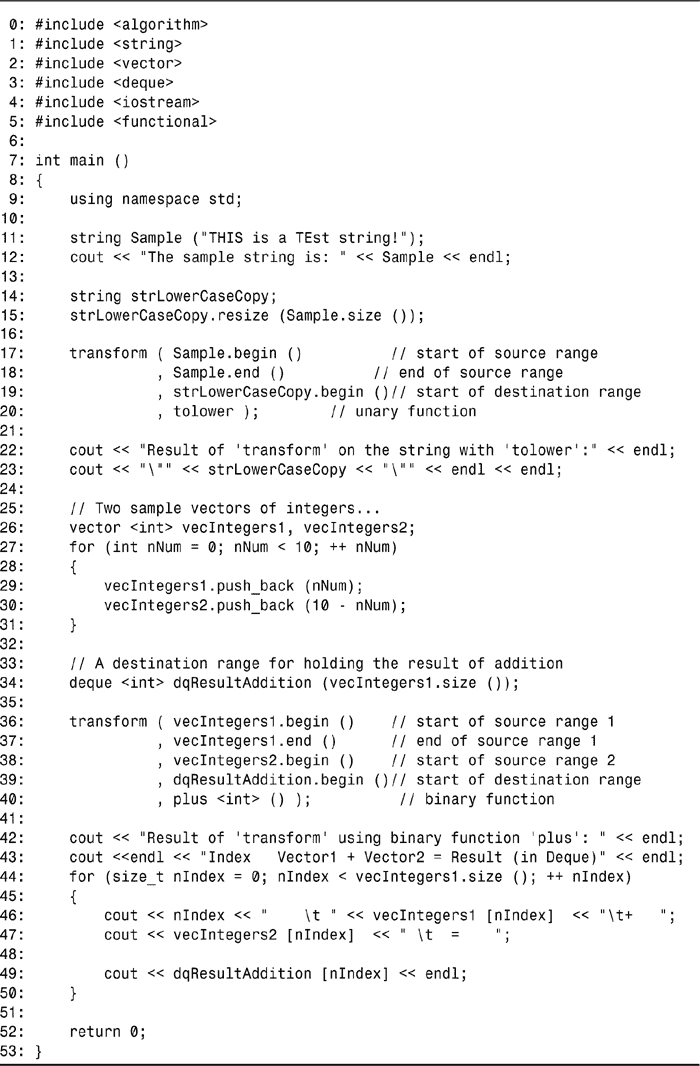 0: #include <algorithm>
1: #include <string>
2: #include <vector>
3: #include <deque>
4: #include <iostream>
5: #include <functional>
6:
7: int main ()
8: {
9:     using namespace std;
10:
11:     string Sample ("THIS is a TEst string!");
12:     cout << "The sample string is: " << Sample << endl;
13:
14:     string strLowerCaseCopy;
15:     strLowerCaseCopy.resize (Sample.size ());
16:
17:     transform ( Sample.begin ()          // start of source range
18:               , Sample.end ()          // end of source range
19:               , strLowerCaseCopy.begin ()// start of destination range
20:               , tolower );        // unary function
21:
22:     cout << "Result of 'transform' on the string with 'tolower':" << endl;
23:     cout << "\"" << strLowerCaseCopy << "\"" << endl << endl;
24:
25:     // Two sample vectors of integers...
26:     vector <int> vecIntegers1, vecIntegers2;
27:     for (int nNum = 0; nNum < 10; ++ nNum)
28:     {
29:         vecIntegers1.push_back (nNum);
30:         vecIntegers2.push_back (10 - nNum);
31:     }
32:
33:     // A destination range for holding the result of addition
34:     deque <int> dqResultAddition (vecIntegers1.size ());
35:
36:     transform ( vecIntegers1.begin ()    // start of source range 1
37:               , vecIntegers1.end ()      // end of source range 1
38:               , vecIntegers2.begin ()    // start of source range 2
39:               , dqResultAddition.begin ()// start of destination range
40:               , plus <int> () );          // binary function
41:
42:     cout << "Result of 'transform' using binary function 'plus': " << endl;
43:     cout <<endl << "Index   Vector1 + Vector2 = Result (in Deque)" << endl;
44:     for (size_t nIndex = 0; nIndex < vecIntegers1.size (); ++ nIndex)
45:     {
46:         cout << nIndex << "    \t " << vecIntegers1 [nIndex]  << "\t+   ";
47:         cout << vecIntegers2 [nIndex]  << " \t  =    ";
48:
49:         cout << dqResultAddition [nIndex] << endl;
50:     }
51:
52:     return 0;
53: }